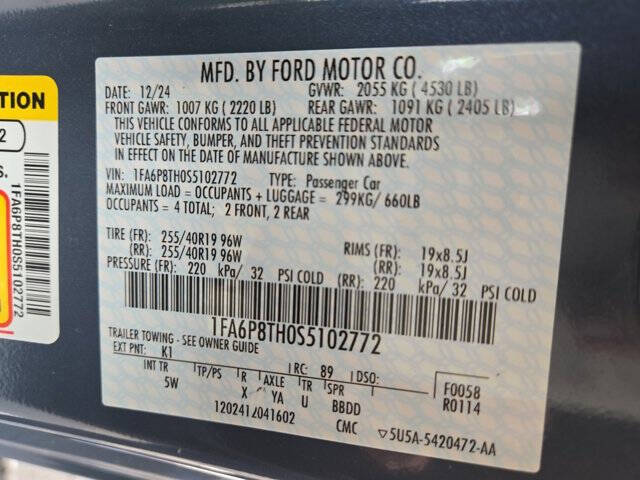 TION
2
S.
1FA6P8TH0S5102772
MFD. BY FORD MOTOR CO.
DATE: 12/24 GVWR: 2055 KG ( 4530 LB)
FRONT GAWR: 1007 KG ( 2220 LB) REAR GAWR: 1091 KG ( 2405 LB)
THIS VEHICLE CONFORMS TO ALL APPLICABLE FEDERAL MOTOR
VEHICLE SAFETY, BUMPER, AND THEFT PREVENTION STANDARDS
IN EFFECT ON THE DATE OF MANUFACTURE SHOWN ABOVE.
VIN: 1FA6P8TH0S5102772 TYPE: Passenger Car
MAXIMUM LOAD = OCCUPANTS + LUGGAGE = 299KG/ 660LB
OCCUPANTS = 4 TOTAL; 2 FRONT, 2 REAR
TIRE (FR): 255/40R19 96W RIMS (FR): 19x8.5J
(RR): 255/40R19 96W (RR): 19x8.5J
PRESSURE (FR): 220 kPa/ 32 PSI COLD (RR): 220 kPa/ 32 PSI COLD
1FA6P8TH0S5102772
TRAILER TOWING - SEE OWNER GUIDE
EXT PNT: K1 RC: 89 DSO:
INT TR TP/PS R AXLE TR SPR F0058
5W X YA U BBDD R0114
1202412041602 CMC ▽5U5A-5420472-AA